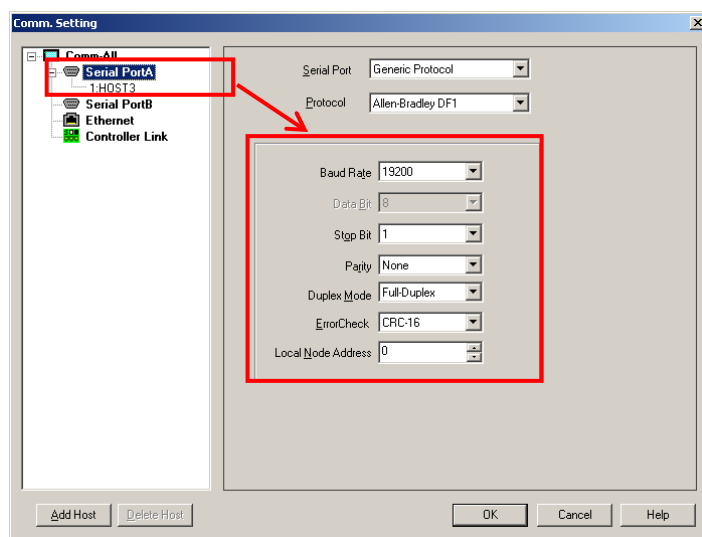 Comm. Setting
Comm-All
Serial PortA
1:HOST3
Serial PortB
Ethernet
Controller Link
Serial Port Generic Protocol
Protocol Allen-Bradley DF1
Baud Rate 19200
Data Bit 8
Stop Bit 1
Parity None
Duplex Mode Full-Duplex
ErrorCheck CRC-16
Local Node Address 0
Add Host Delete Host OK Cancel Help